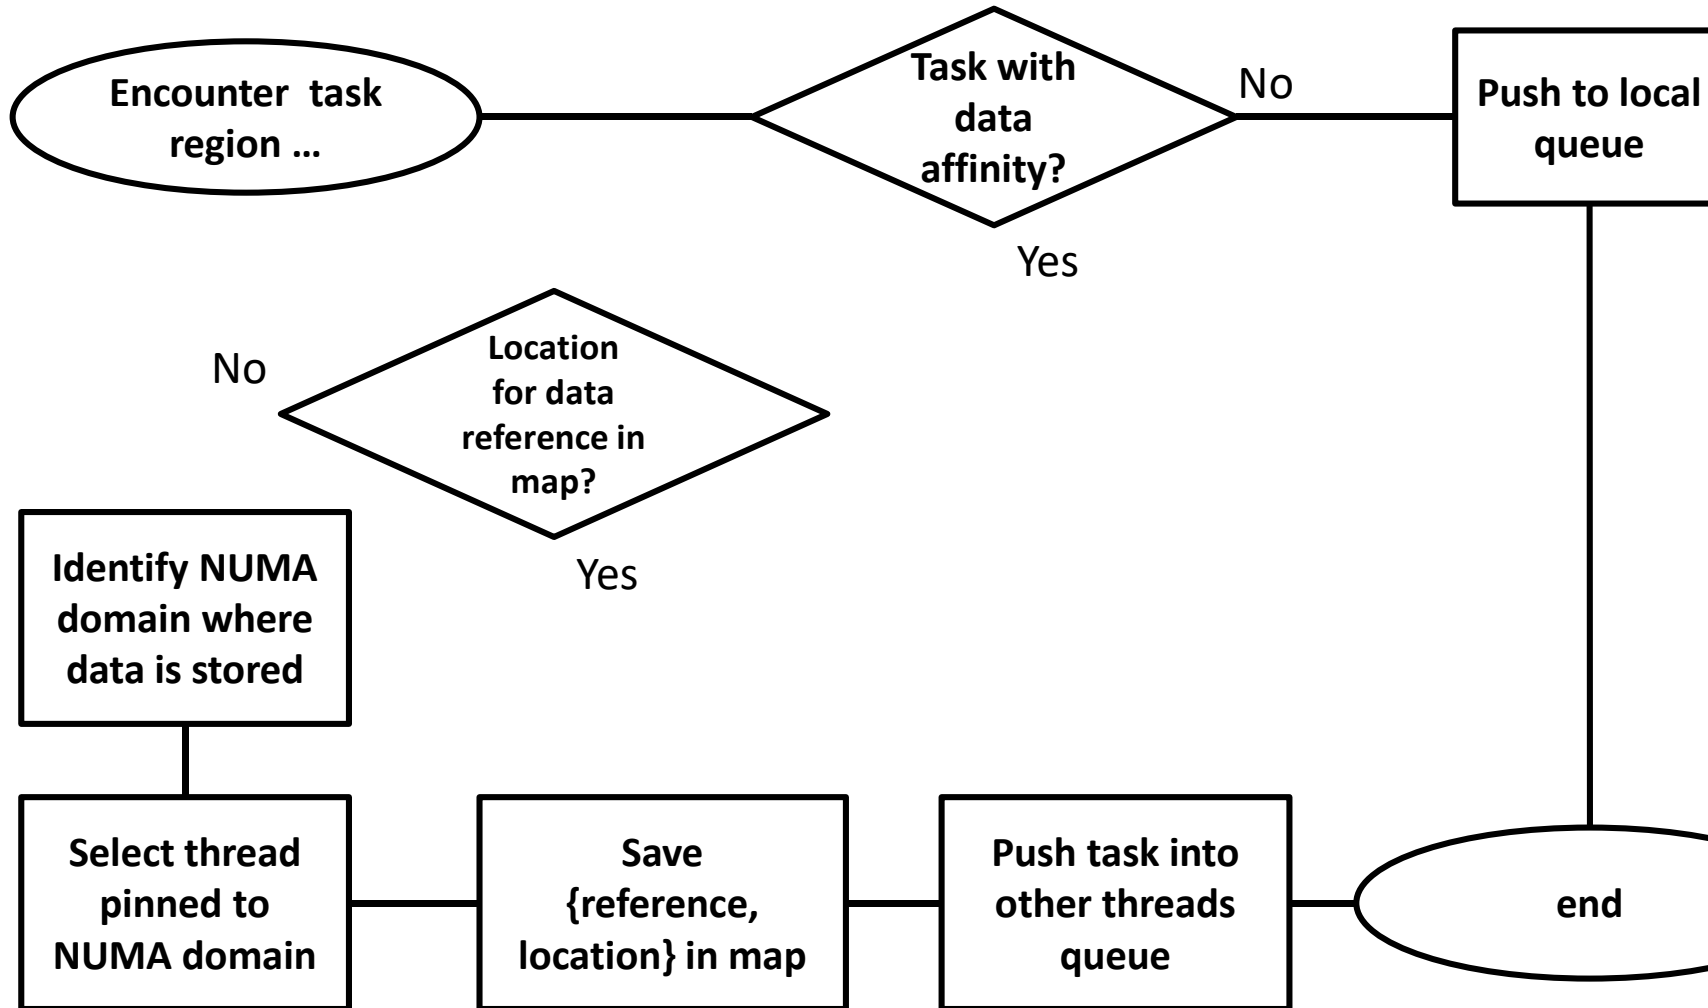 Encounter task
region ...
Task with
data
affinity?
No
Push to local
queue
Yes
No
Location
for data
reference in
map?
Yes
Identify NUMA
domain where
data is stored
Select thread
pinned to
NUMA domain
Save
{reference,
location} in map
Push task into
other threads
queue
end